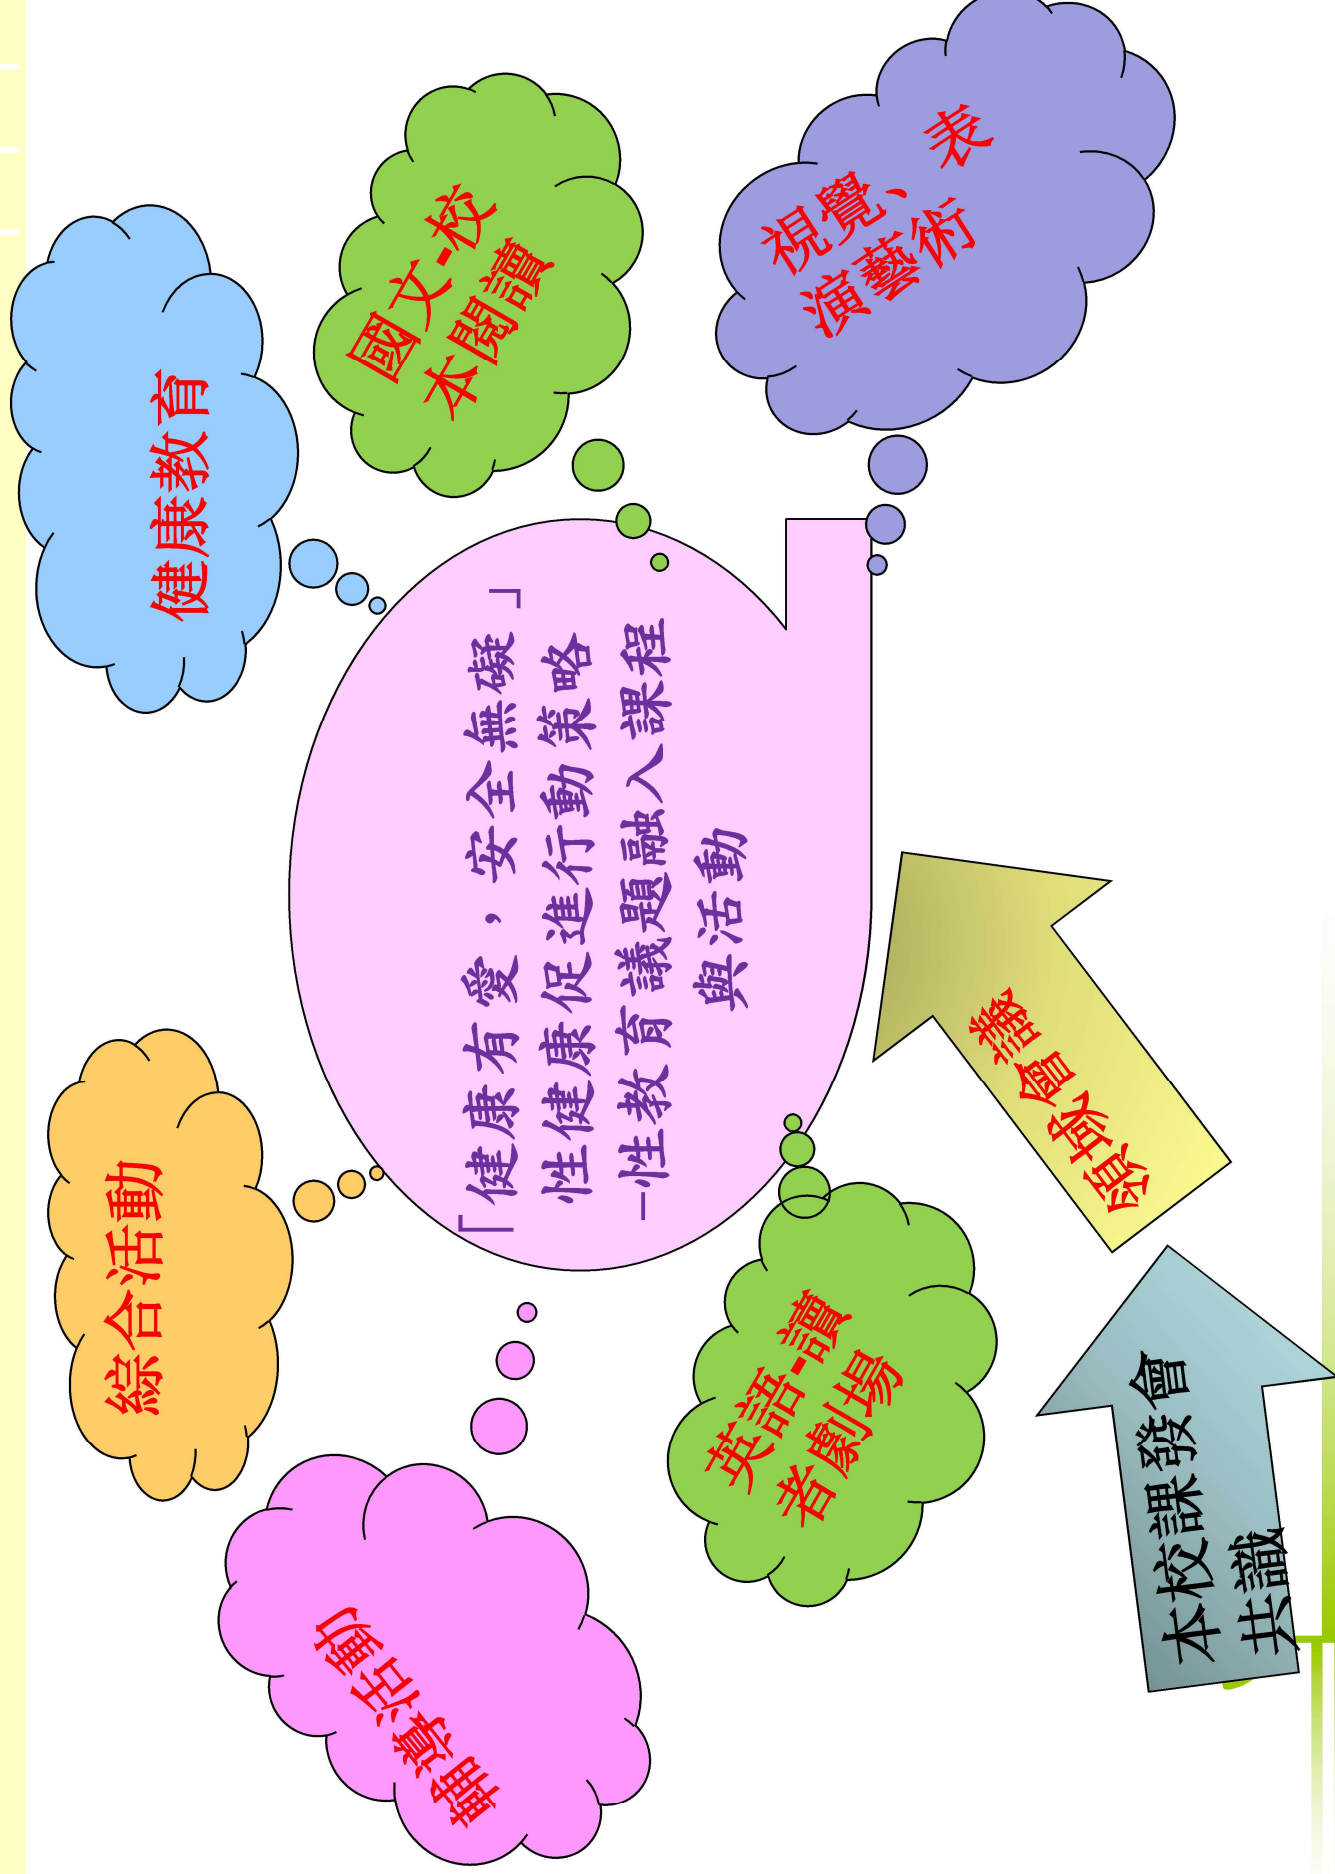 輔導活動
綜合活動
健康教育
國文-校
本閱讀
「健康有愛，安全無礙」
性健康促進行動策略
–性教育議題融入課程
與活動
英語-讀
者劇場
視覺、表
演藝術
本校課發會
共識
領域會議